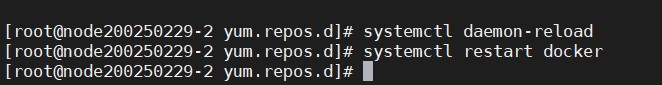 [root@node200250229-2 yum.repos.d]# systemctl daemon-reload
[root@node200250229-2 yum.repos.d]# systemctl restart docker
[root@node200250229-2 yum.repos.d]#